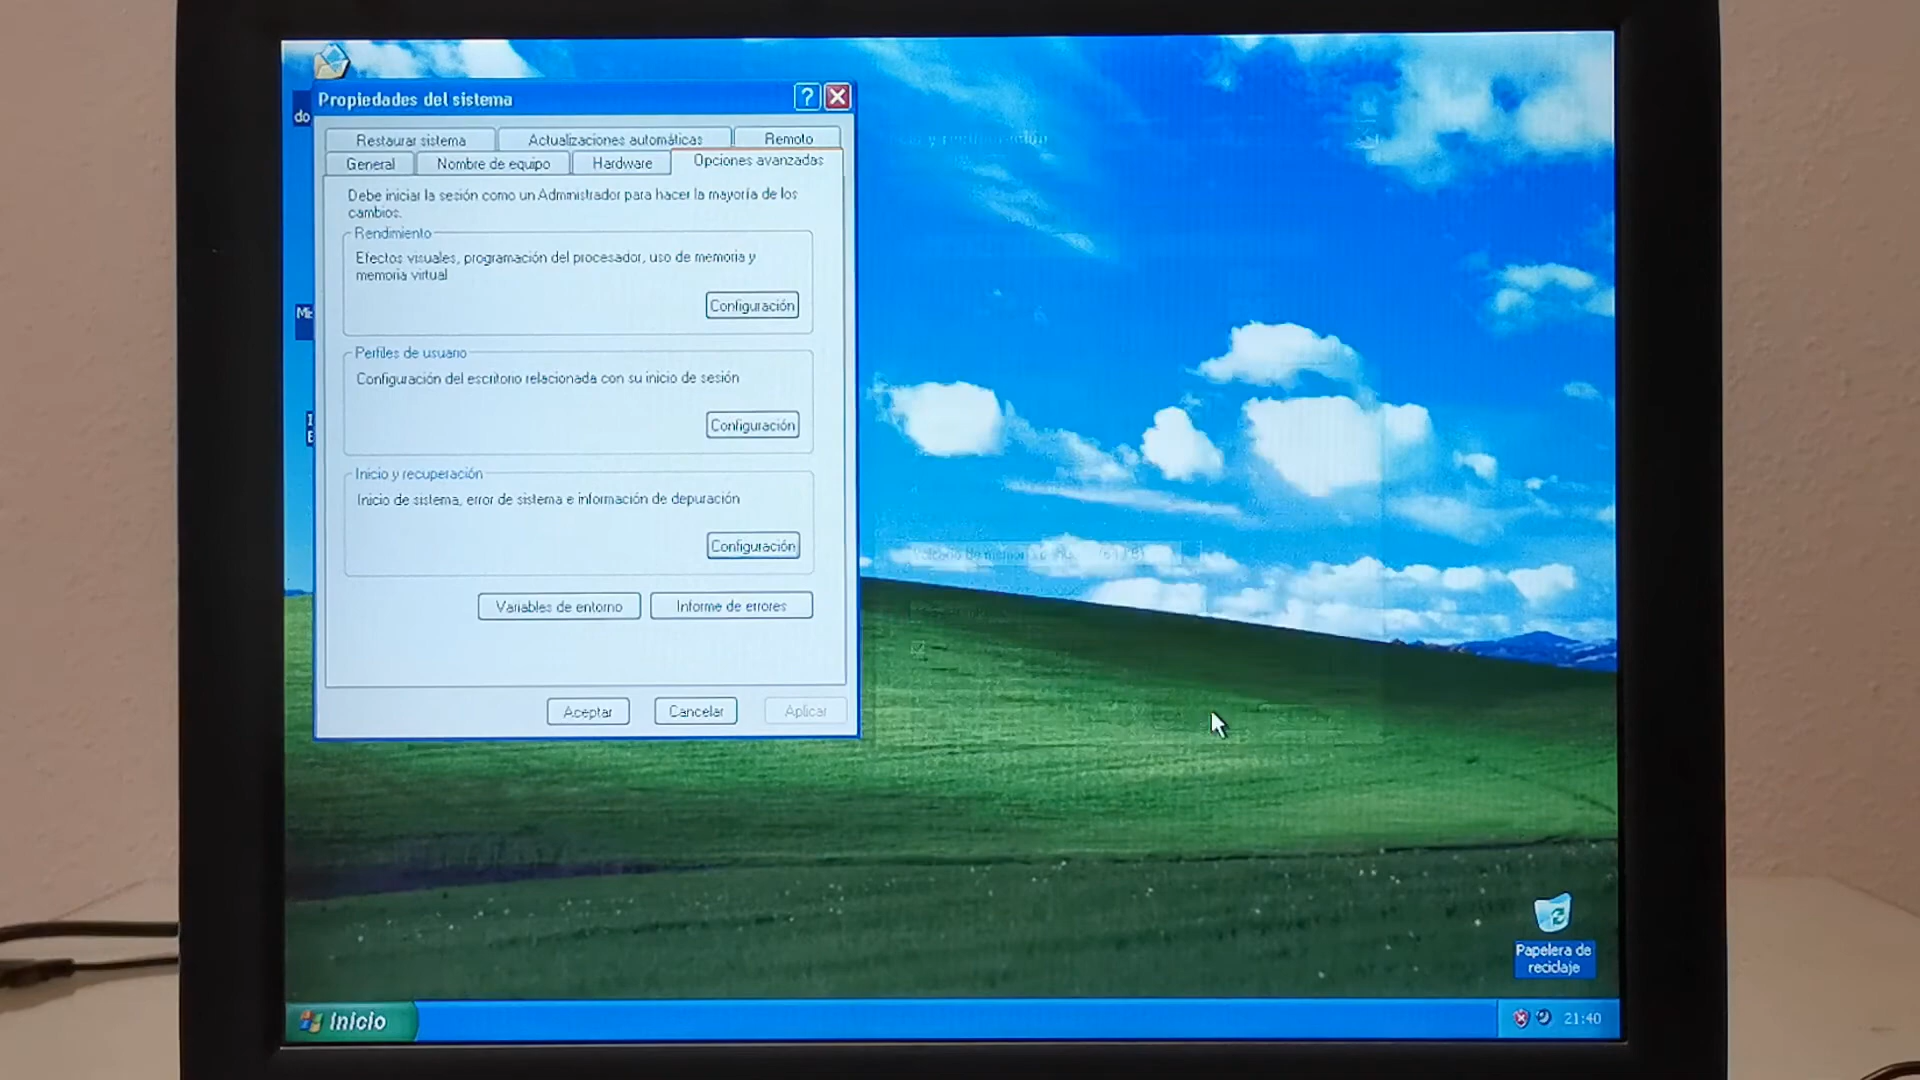 do
Propiedades del sistema
Restaurar sistema
Actualizaciones automáticas
Remoto
General
Nombre de equipo
Hardware
Opciones avanzadas
Debe iniciar la sesión como un Administrador para hacer la mayoría de los
cambios.
Rendimiento
Efectos visuales, programación del procesador, uso de memoria y
memoria virtual
Configuración
Perfiles de usuario
Configuración del escritorio relacionada con su inicio de sesión
Configuración
Inicio y recuperación
Inicio de sistema, error de sistema e información de depuración
Configuración
Variables de entorno
Informe de errores
Aceptar
Cancelar
Aplicar
Papelera de
reciclaje
Inicio
21:40